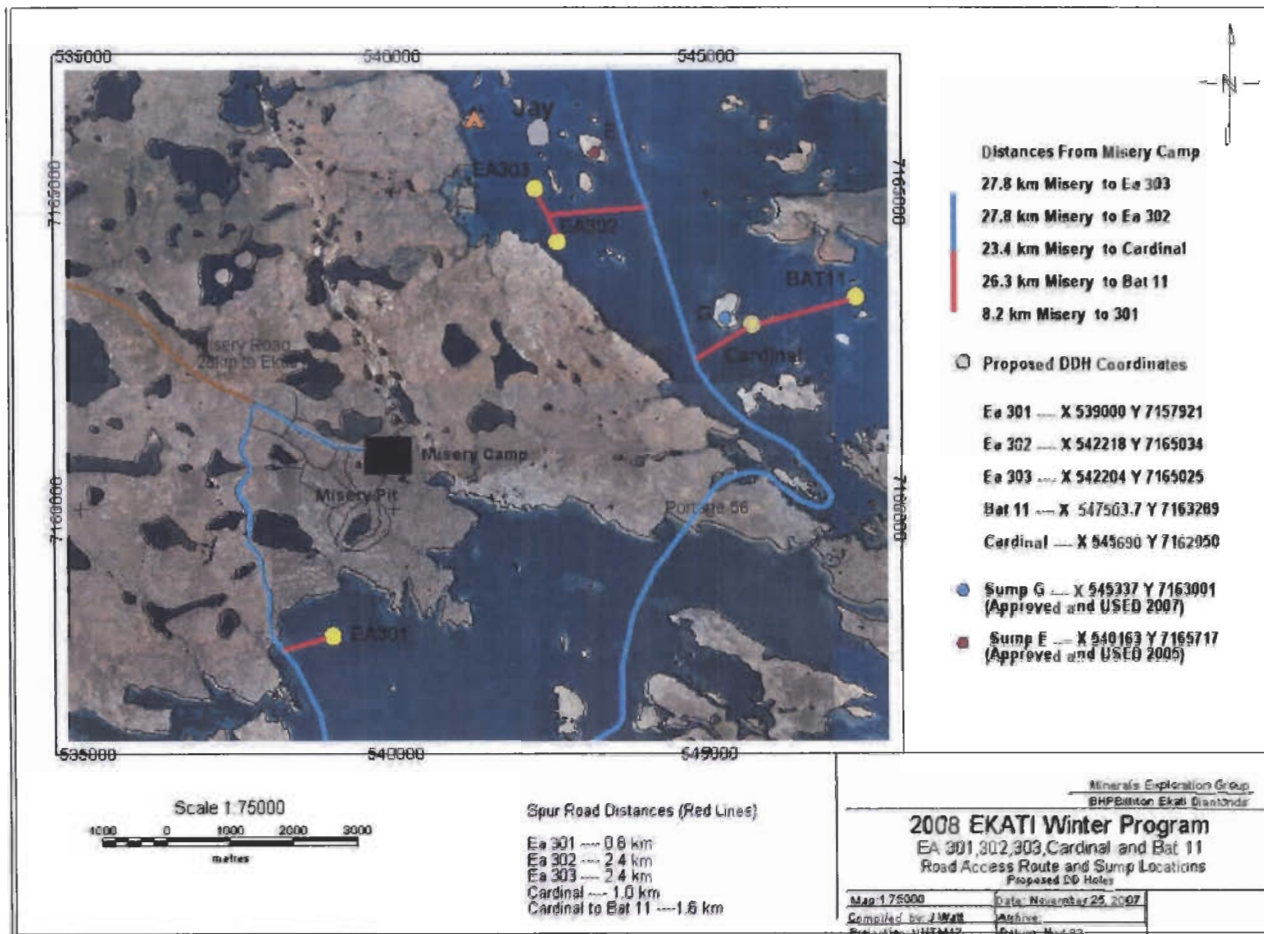 535000 540000 545000
7165000
7165000
7160000
7160000
Jay
E
EA303
EA302
BAT11
G
Cardinal
Misery Road
Misery Camp
Misery Pit
Portage 56
EA301
535000 540000 545000
N
Distances From Misery Camp
27.8 km Misery to Ea 303
27.8 km Misery to Ea 302
23.4 km Misery to Cardinal
26.3 km Misery to Bat 11
8.2 km Misery to 301
Proposed DDH Coordinates
Ea 301 --- X 539000 Y 7157921
Ea 302 --- X 542218 Y 7165034
Ea 303 --- X 542204 Y 7165025
Bat 11 --- X 547503.7 Y 7163289
Cardinal --- X 545690 Y 7162950
Sump G --- X 545337 Y 7163001
(Approved and USED 2007)
Sump E --- X 540163 Y 7165717
(Approved and USED 2005)
Scale 1:75000
1000 0 1000 2000 3000
metres
Spur Road Distances (Red Lines)
Ea 301 ---- 0.8 km
Ea 302 ---- 2.4 km
Ea 303 ---- 2.4 km
Cardinal ---- 1.0 km
Cardinal to Bat 11 ----1.6 km
Minerals Exploration Group
BHPBilliton Ekati Diamonds
2008 EKATI Winter Program
EA 301,302,303,Cardinal and Bat 11
Road Access Route and Sump Locations
Proposed DD Holes
Map:1:75000 Date: November 25, 2007
Compiled by: J Watt Archive: